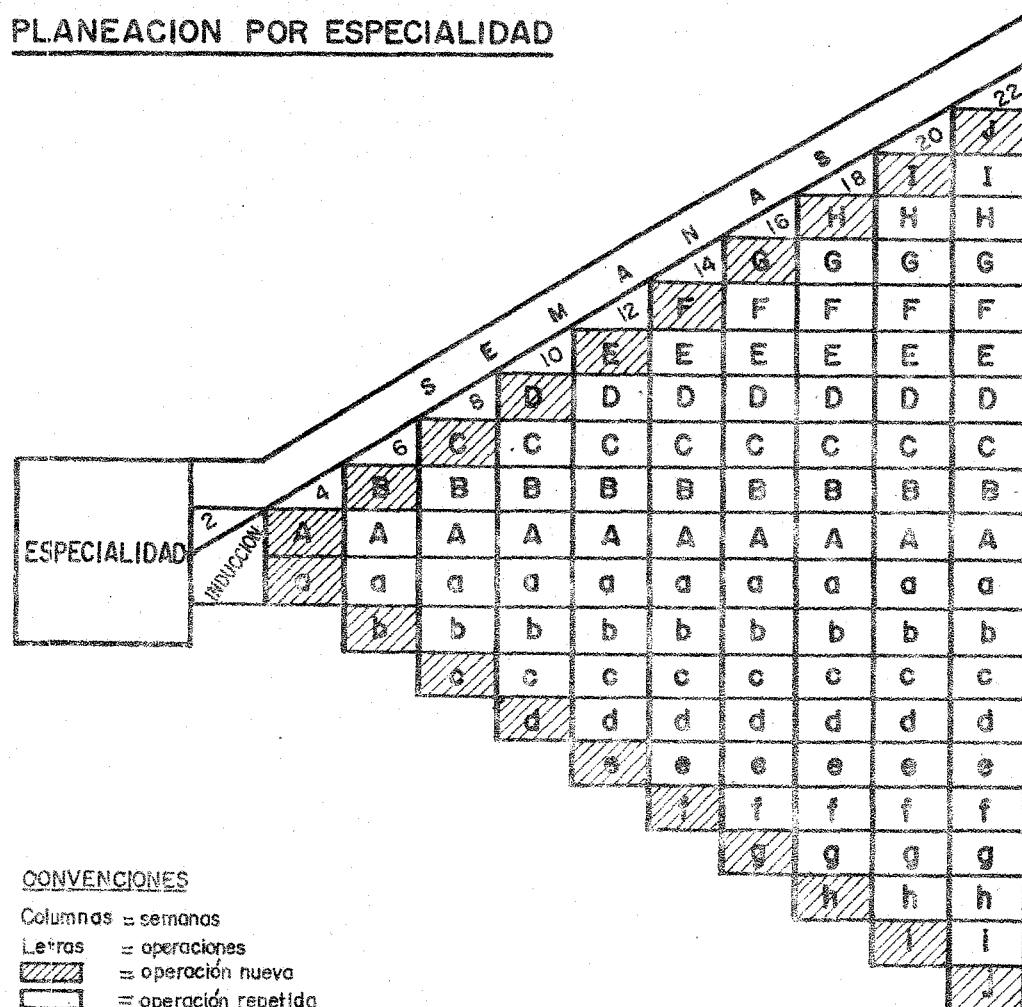 PLANEACION POR ESPECIALIDAD
SEMANAS
22
20 J
18 I I
16 H H H
14 G G G G
12 F F F F F
10 E E E E E E
8 D D D D D D D
6 C C C C C C C C
4 B B B B B B B B B
2 A A A A A A A A A A
ESPECIALIDAD INDUCCION
a a a a a a a a a a
b b b b b b b b b
c c c c c c c c
d d d d d d d
e e e e e e
f f f f f
g g g g
h h h
i i
J
CONVENCIONES
Columnas = semanas
Letras = operaciones
= operación nueva
= operación repetida